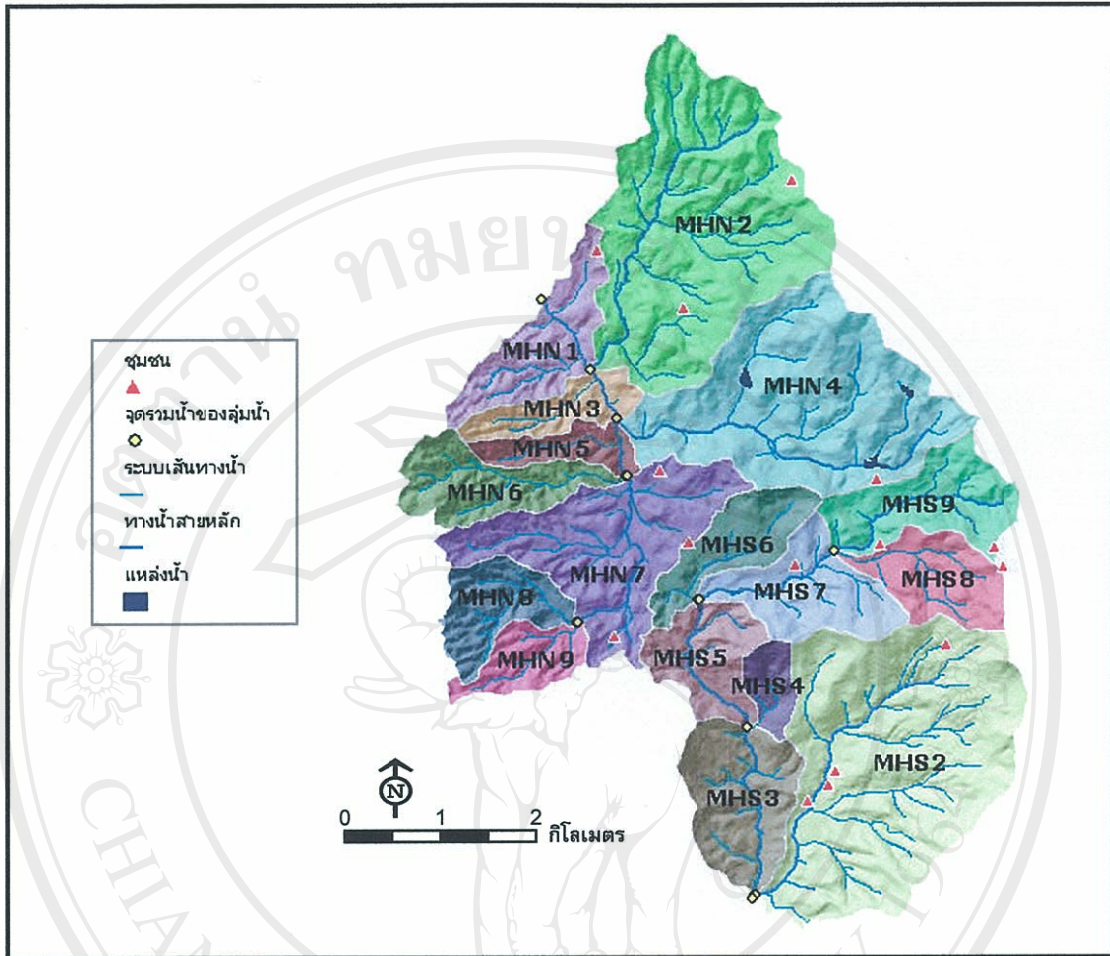 MHN 2
MHN 1
MHN 4
MHN 3
MHN 5
MHN 6
MHS 9
MHS 6
MHN 7
MHS 8
MHS 7
MHN 8
MHN 9
MHS 5
MHS 4
MHS 2
MHS 3
ชุมชน
จุดรวมน้ำของลุ่มน้ำ
ระบบเส้นทางน้ำ
ทางน้ำสายหลัก
แหล่งน้ำ
N
0 1 2 กิโลเมตร
CHIAN